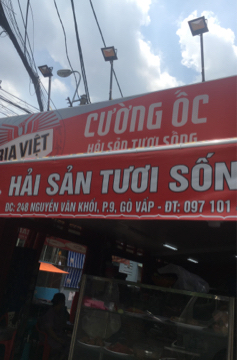 BIA VIỆT
CƯỜNG ỐC
HẢI SẢN TƯƠI SỐNG
HẢI SẢN TƯƠI SỐN
ĐC: 248 NGUYỄN VĂN KHỐI, P.9, GÒ VẤP - ĐT: 097 101